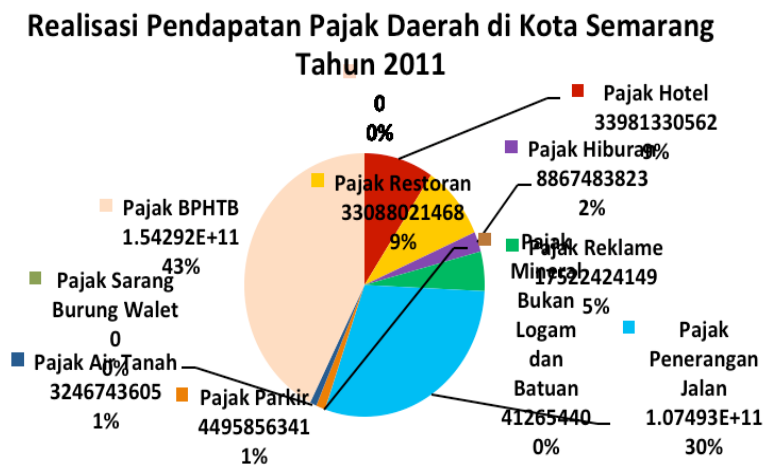 Realisasi Pendapatan Pajak Daerah di Kota Semarang
Tahun 2011
0
0%
Pajak Hotel
33981330562
9%
Pajak Restoran
33088021468
9%
Pajak Hiburan
8867483823
2%
Pajak Reklame
17522424149
5%
Pajak
Penerangan
Jalan
1.07493E+11
30%
Pajak
Mineral
Bukan
Logam
dan
Batuan
41265440
0%
Pajak Parkir
4495856341
1%
Pajak Air Tanah
3246743605
1%
Pajak Sarang
Burung Walet
0
0%
Pajak BPHTB
1.54292E+11
43%